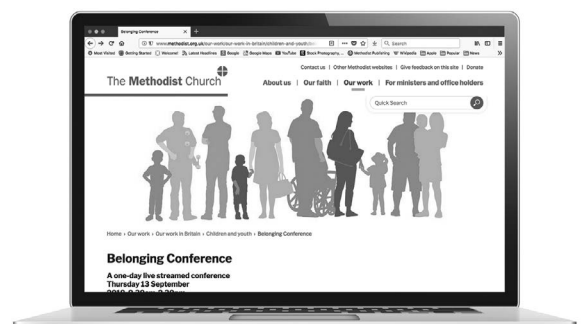 Belonging Conference
www.methodist.org.uk/our-work/our-work-in-britain/children-and-youth/
Search
Most Visited Getting Started Welcome! Latest Headlines Google Google Maps YouTube Brock Photography... Methodist Publishing Wikipedia Apple Popular News
Contact us | Other Methodist websites | Give feedback on this site | Donate
The Methodist Church
About us | Our faith | Our work | For ministers and office holders
Quick Search
Home › Our work › Our work in Britain › Children and youth › Belonging Conference
Belonging Conference
A one-day live streamed conference
Thursday 13 September